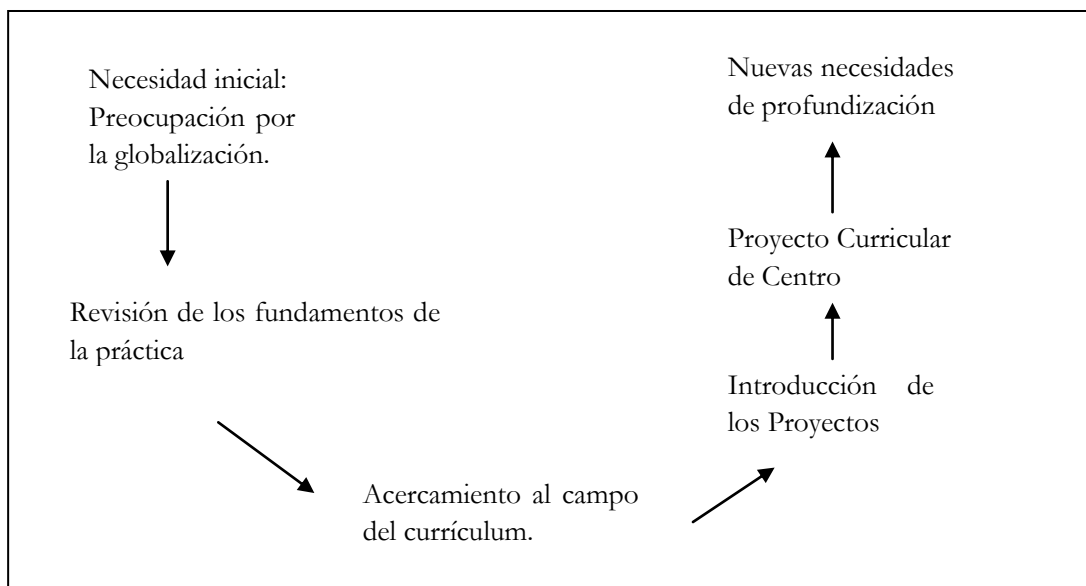 Necesidad inicial:
Preocupación por
la globalización.
Revisión de los fundamentos de
la práctica
Acercamiento al campo
del currículum.
Introducción de
los Proyectos
Proyecto Curricular
de Centro
Nuevas necesidades
de profundización